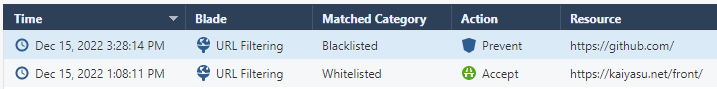 Time Blade Matched Category Action Resource
Dec 15, 2022 3:28:14 PM URL Filtering Blacklisted Prevent https://github.com/
Dec 15, 2022 1:08:11 PM URL Filtering Whitelisted Accept https://kaiyasu.net/front/